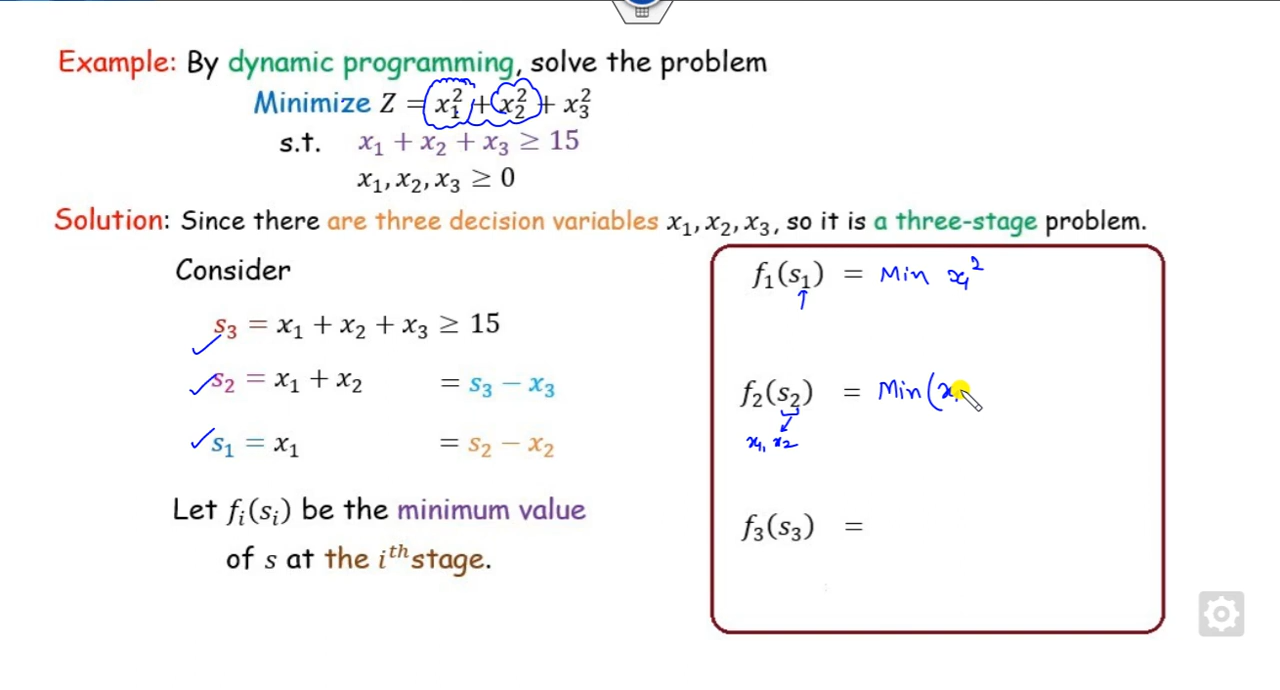 Example: By dynamic programming, solve the problem
Minimize Z = x₁² + x₂² + x₃²
s.t. x₁ + x₂ + x₃ ≥ 15
x₁, x₂, x₃ ≥ 0
Solution: Since there are three decision variables x₁, x₂, x₃, so it is a three-stage problem.
Consider
s₃ = x₁ + x₂ + x₃ ≥ 15
s₂ = x₁ + x₂ = s₃ − x₃
s₁ = x₁ = s₂ − x₂
Let fᵢ(sᵢ) be the minimum value
of s at the iᵗʰ stage.
f₁(s₁) = Min x₁²
f₂(s₂) = Min (x
x₁, x₂
f₃(s₃) =